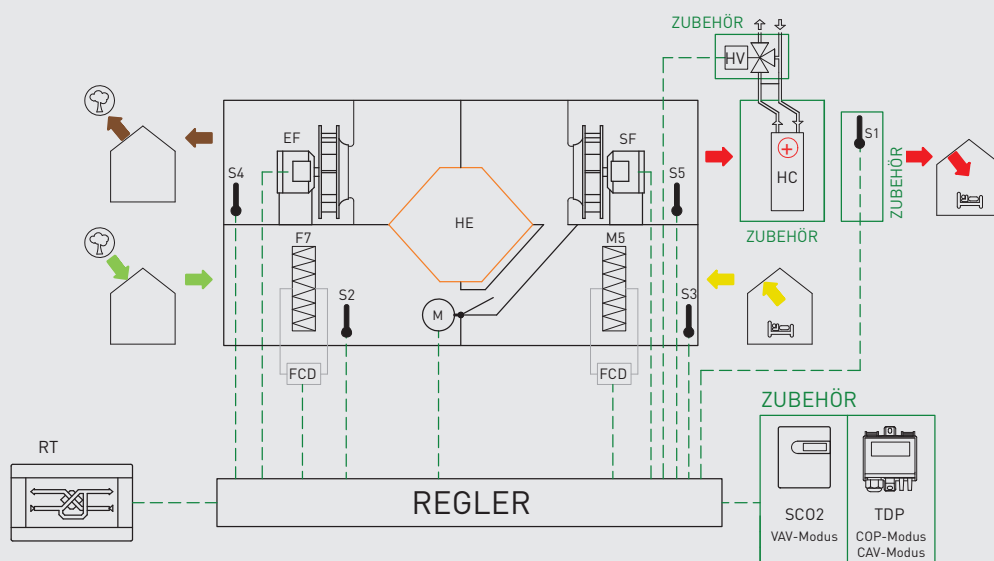 ZUBEHÖR
HV
EF
SF
S1
S4
S5
HC
ZUBEHÖR
HE
ZUBEHÖR
F7
M5
S2
M
S3
FCD
FCD
ZUBEHÖR
RT
REGLER
SCO2
TDP
VAV-Modus
COP-Modus
CAV-Modus